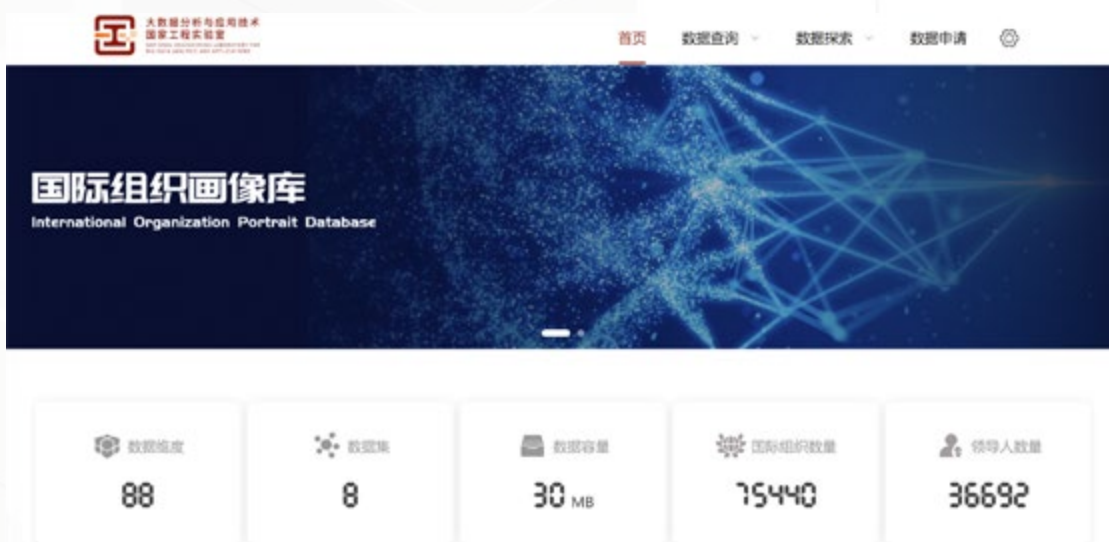 大数据分析与应用技术
国家工程实验室
首页
数据查询
数据探索
数据申请
国际组织画像库
International Organization Portrait Database
数据维度
数据集
数据容量
国际组织数量
领导人数量
88
8
30 MB
75440
36692